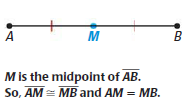 A M B
M is the midpoint of AB.
So, AM ≅ MB and AM = MB.